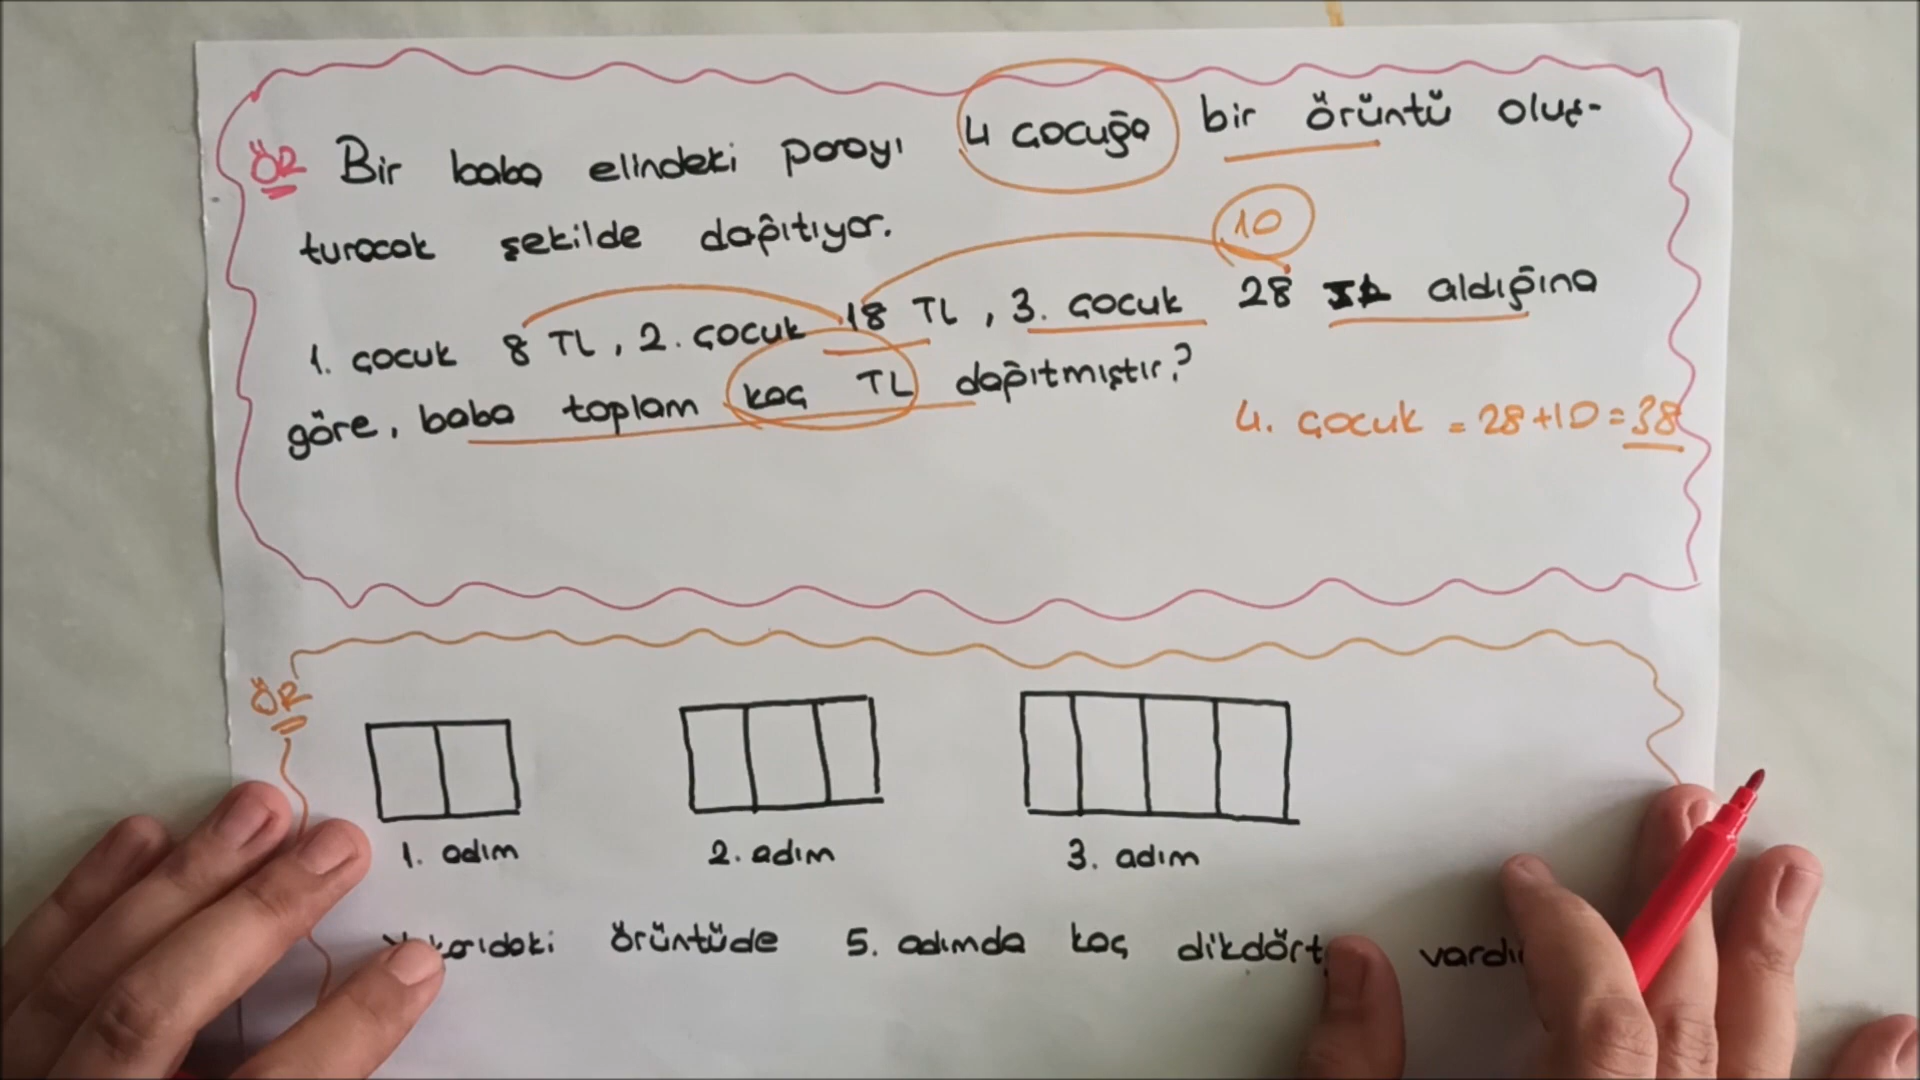 ÖR Bir baba elindeki parayı 4 çocuğa bir örüntü oluş-
turacak şekilde dağıtıyor.
10
1. çocuk 8 TL, 2. çocuk 18 TL, 3. çocuk 28 TL aldığına
göre, baba toplam kaç TL dağıtmıştır?
4. çocuk = 28+10=38
ÖR
1. adım 2. adım 3. adım
örüntüde 5. adımda kaç